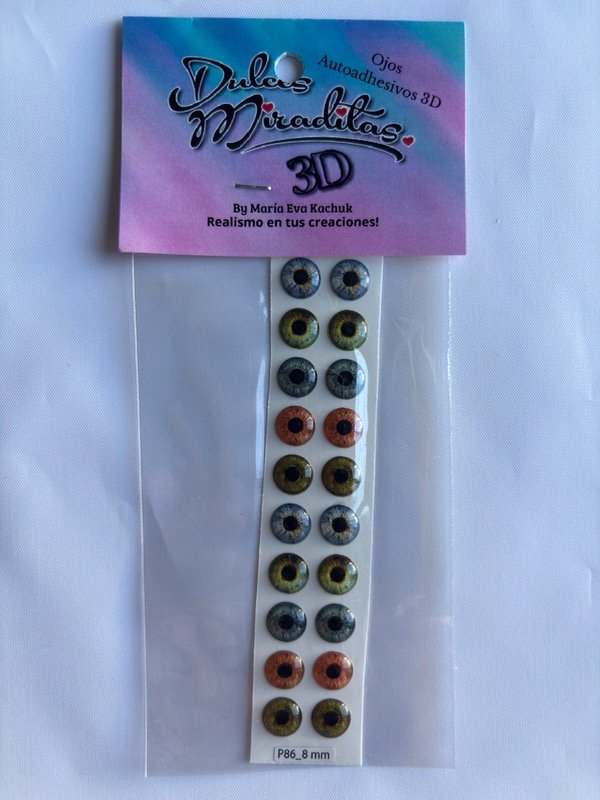 Ojos
Autoadhesivos 3D
Dulces
Miraditas
3D
By María Eva Kachuk
Realismo en tus creaciones!
P86_8 mm